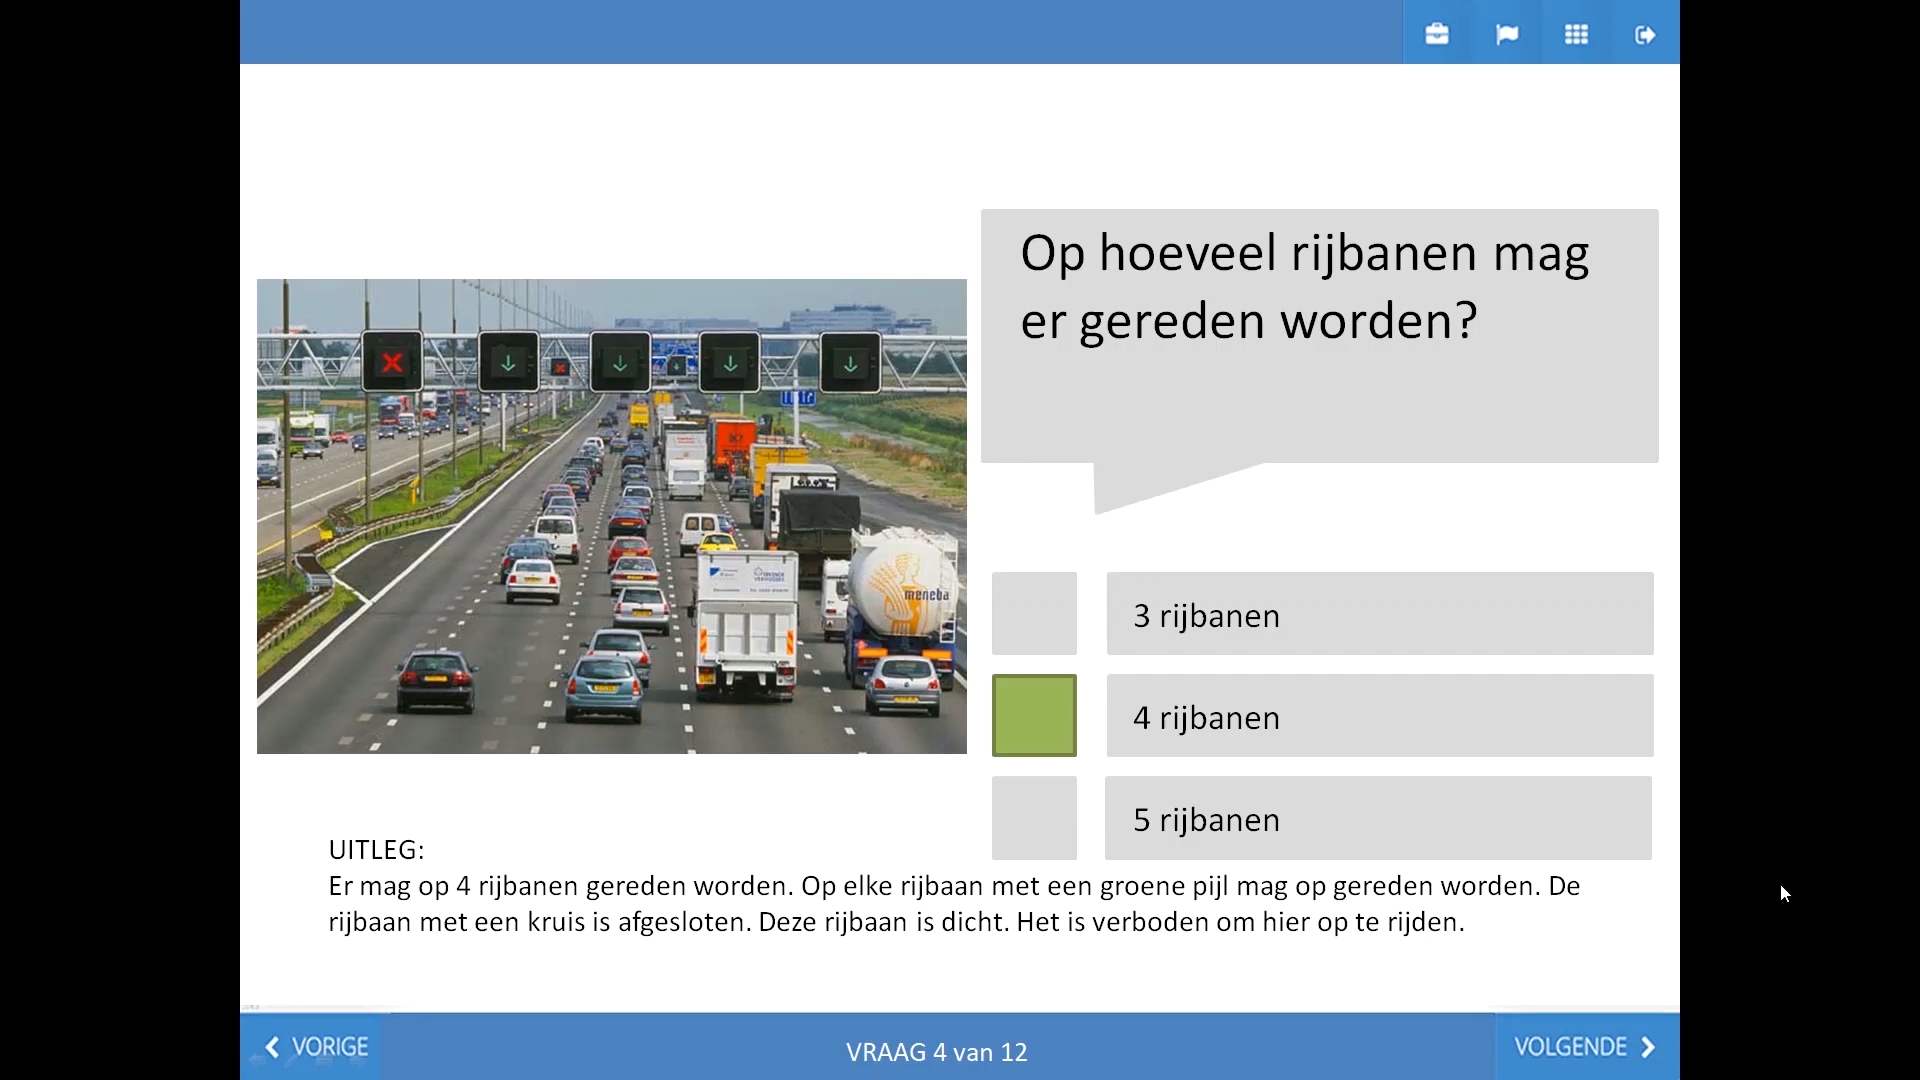 Op hoeveel rijbanen mag
er gereden worden?
meneba
3 rijbanen
4 rijbanen
5 rijbanen
UITLEG:
Er mag op 4 rijbanen gereden worden. Op elke rijbaan met een groene pijl mag op gereden worden. De
rijbaan met een kruis is afgesloten. Deze rijbaan is dicht. Het is verboden om hier op te rijden.
VORIGE
VRAAG 4 van 12
VOLGENDE